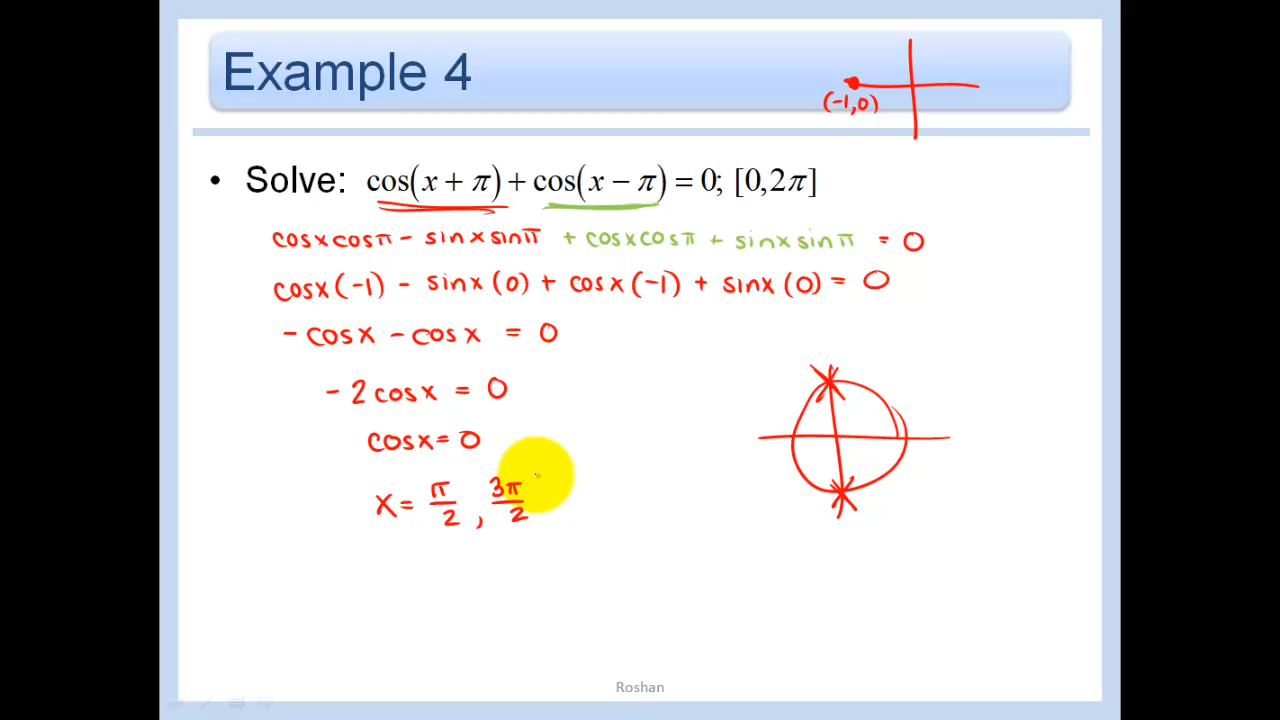 Example 4
(-1,0)
• Solve: cos(x + π) + cos(x − π) = 0; [0,2π]
cosxcosπ - sinxsinπ + cosxcosπ + sinxsinπ = 0
cosx(-1) - sinx(0) + cosx(-1) + sinx(0) = 0
- cosx - cosx = 0
- 2cosx = 0
cosx = 0
x = π/2, 3π/2
Roshan